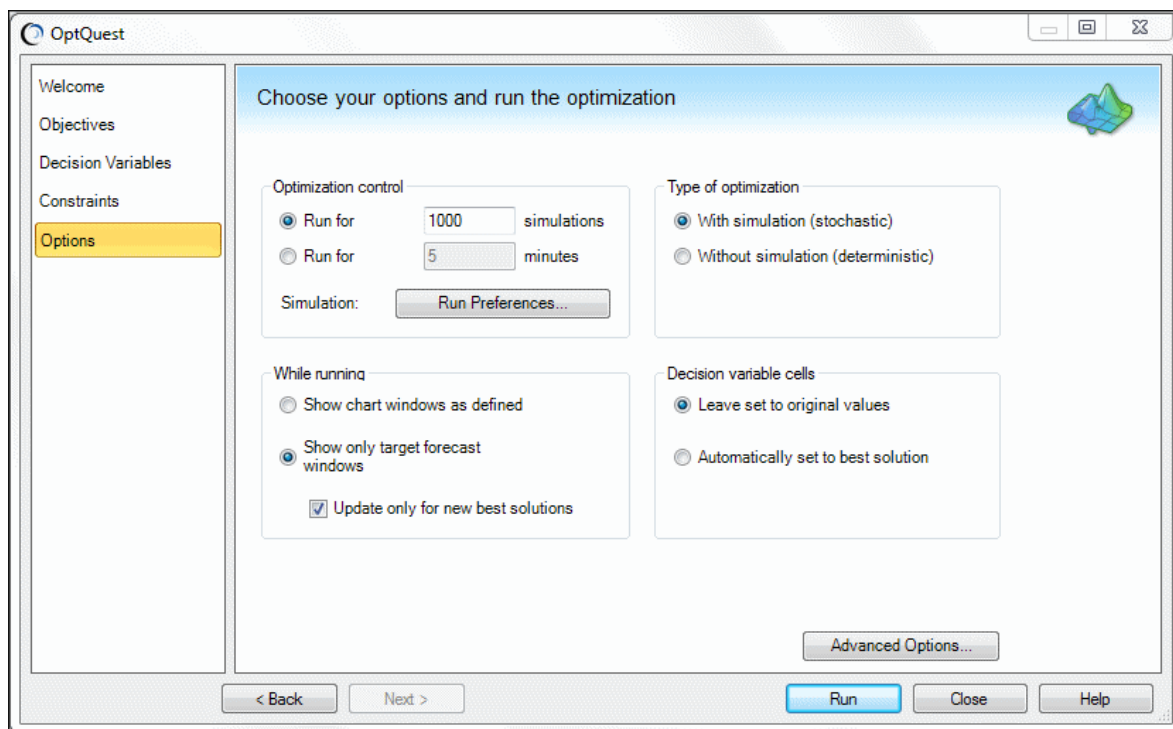 OptQuest
Welcome
Objectives
Decision Variables
Constraints
Options
Choose your options and run the optimization
Optimization control
Run for 1000 simulations
Run for 5 minutes
Simulation: Run Preferences...
Type of optimization
With simulation (stochastic)
Without simulation (deterministic)
While running
Show chart windows as defined
Show only target forecast
windows
Update only for new best solutions
Decision variable cells
Leave set to original values
Automatically set to best solution
Advanced Options...
< Back Next > Run Close Help